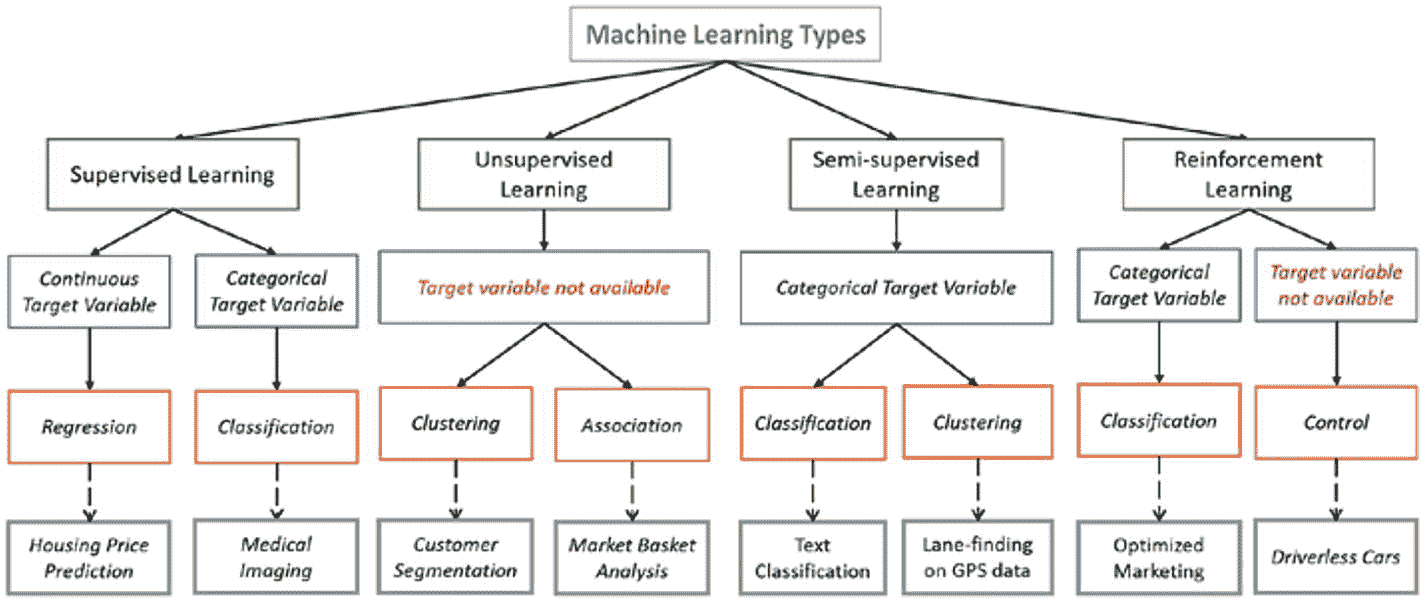 Machine Learning Types
Supervised Learning
Unsupervised
Learning
Semi-supervised
Learning
Reinforcement
Learning
Continuous
Target Variable
Categorical
Target Variable
Target variable not available
Categorical Target Variable
Categorical
Target Variable
Target variable
not available
Regression
Classification
Clustering
Association
Classification
Clustering
Classification
Control
Housing Price
Prediction
Medical
Imaging
Customer
Segmentation
Market Basket
Analysis
Text
Classification
Lane-finding
on GPS data
Optimized
Marketing
Driverless Cars